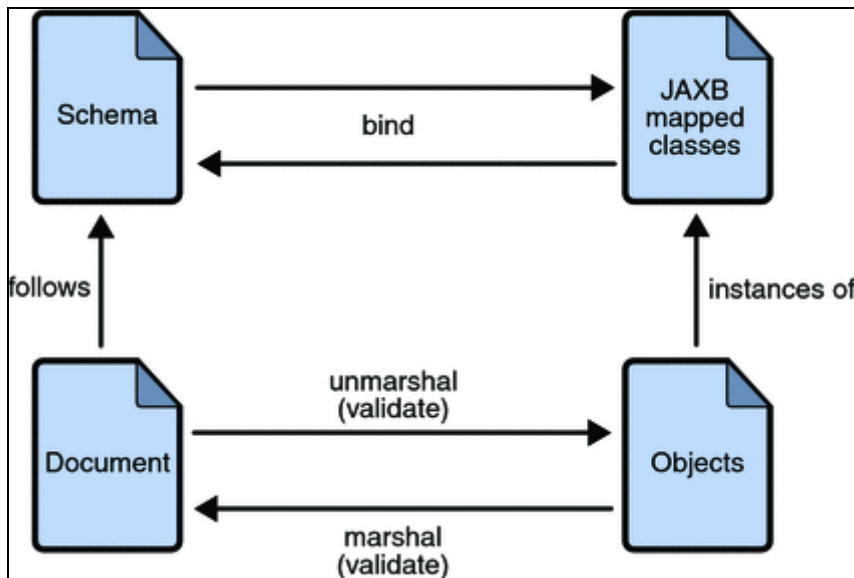 Schema
bind
JAXB
mapped
classes
follows
instances of
Document
unmarshal
(validate)
Objects
marshal
(validate)